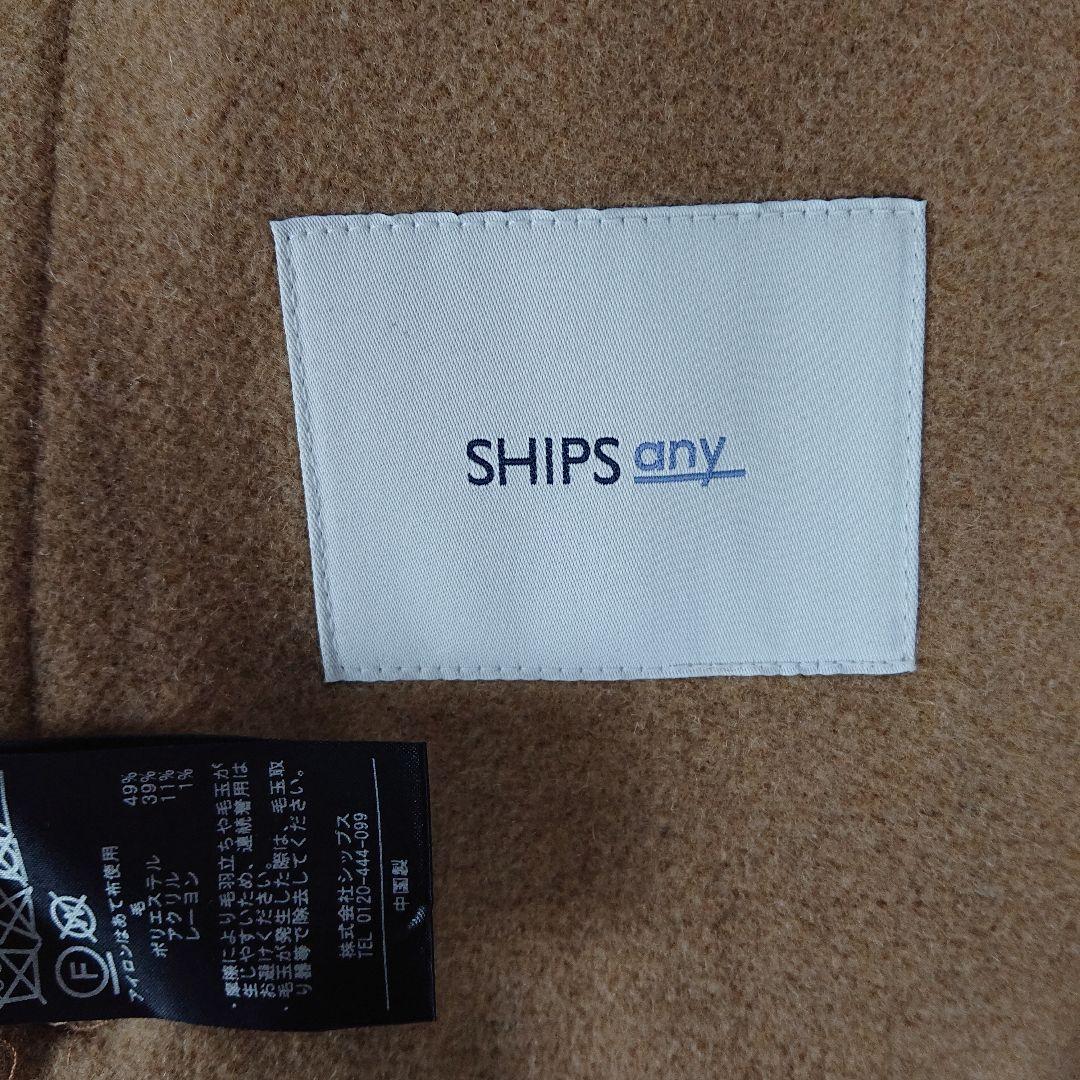 SHIPS any
F
W
アイロンはあて布使用
毛 49%
ポリエステル 39%
アクリル 11%
レーヨン 1%
・摩擦により毛羽立ちや毛玉が
生じやすいため、連続着用は
お避けください。
・毛玉が発生した際は、毛玉取
り器等で除去してください。
株式会社シップス
TEL 0120-444-099
中国製